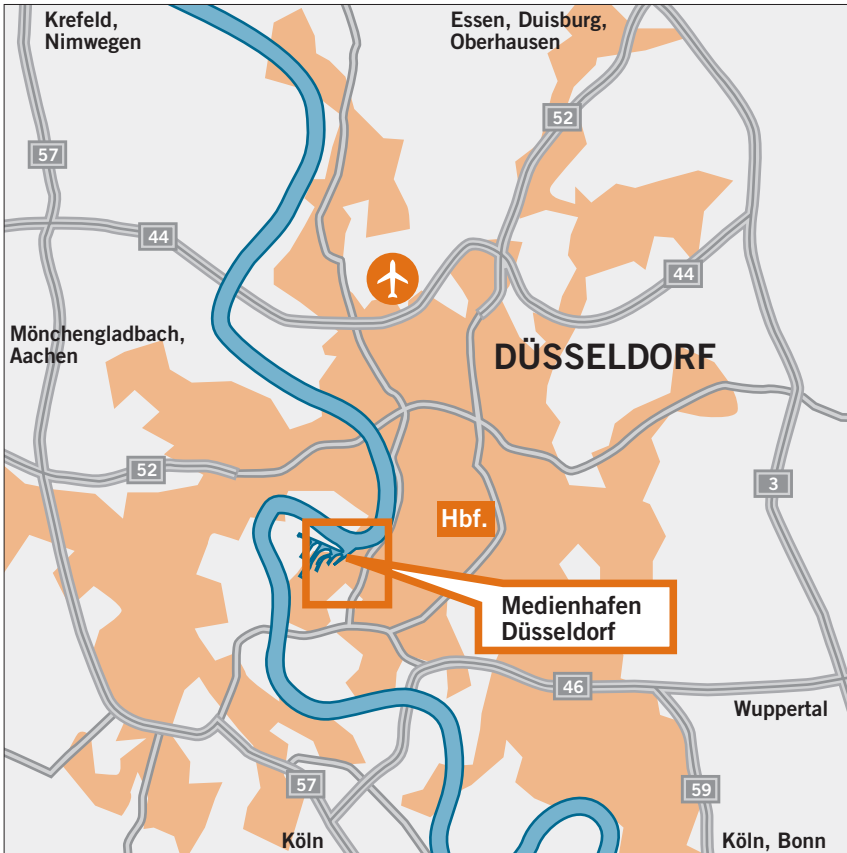 Krefeld,
Nimwegen
Essen, Duisburg,
Oberhausen
52
57
44
44
Mönchengladbach,
Aachen
DÜSSELDORF
52
3
Hbf.
Medienhafen
Düsseldorf
46
Wuppertal
57
59
Köln
Köln, Bonn